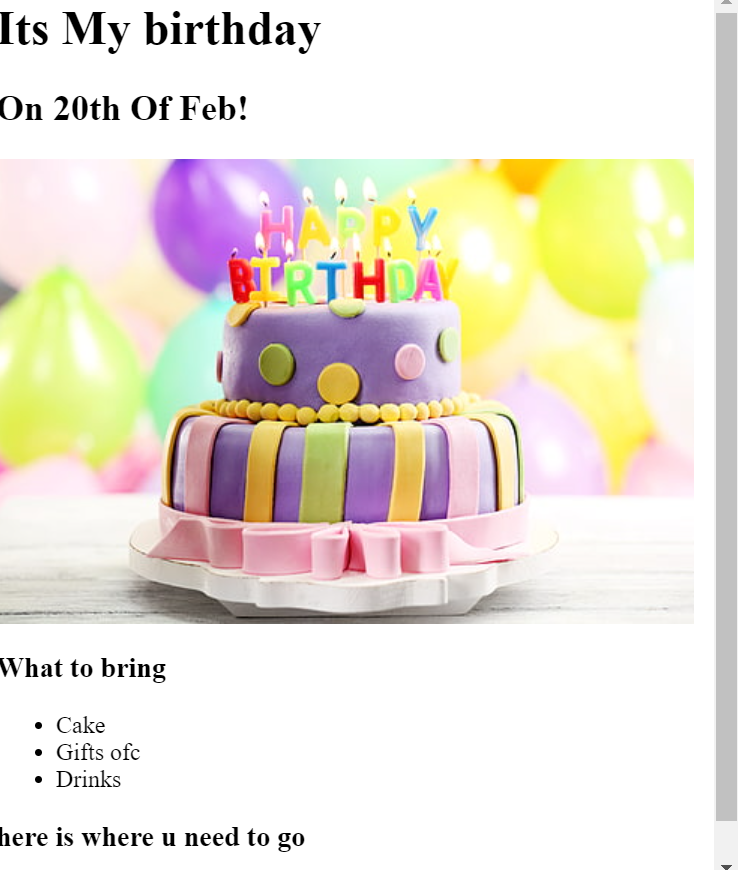 Its My birthday
On 20th Of Feb!
HAPPY
BIRTHDAY
What to bring
Cake
Gifts ofc
Drinks
here is where u need to go